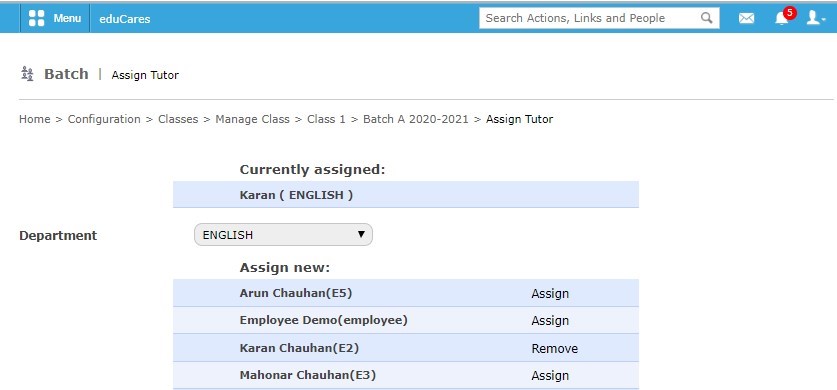 Menu eduCares Search Actions, Links and People 5
Batch | Assign Tutor
Home > Configuration > Classes > Manage Class > Class 1 > Batch A 2020-2021 > Assign Tutor
Currently assigned:
Karan ( ENGLISH )
Department ENGLISH
Assign new:
Arun Chauhan(E5) Assign
Employee Demo(employee) Assign
Karan Chauhan(E2) Remove
Mahonar Chauhan(E3) Assign